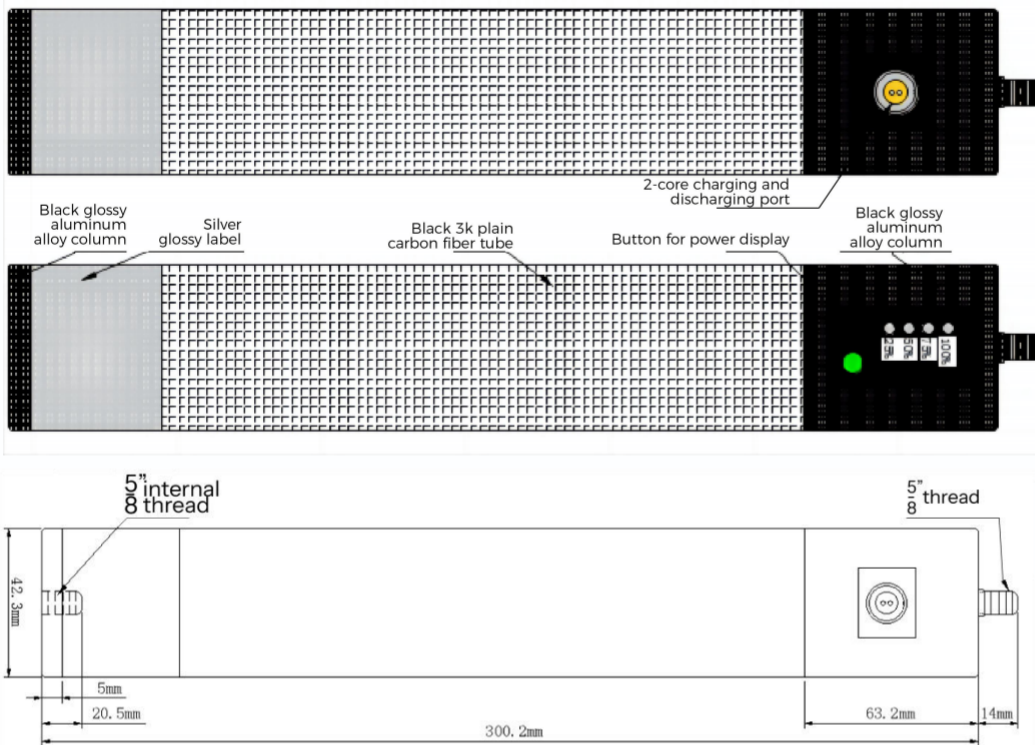 2-core charging and
discharging port
Black glossy
aluminum
alloy column
Silver
glossy label
Black 3k plain
carbon fiber tube
Button for power display
Black glossy
aluminum
alloy column
25%
50%
75%
100%
5"
8
internal
thread
5"
8
thread
42.3mm
5mm
20.5mm
63.2mm
14mm
300.2mm